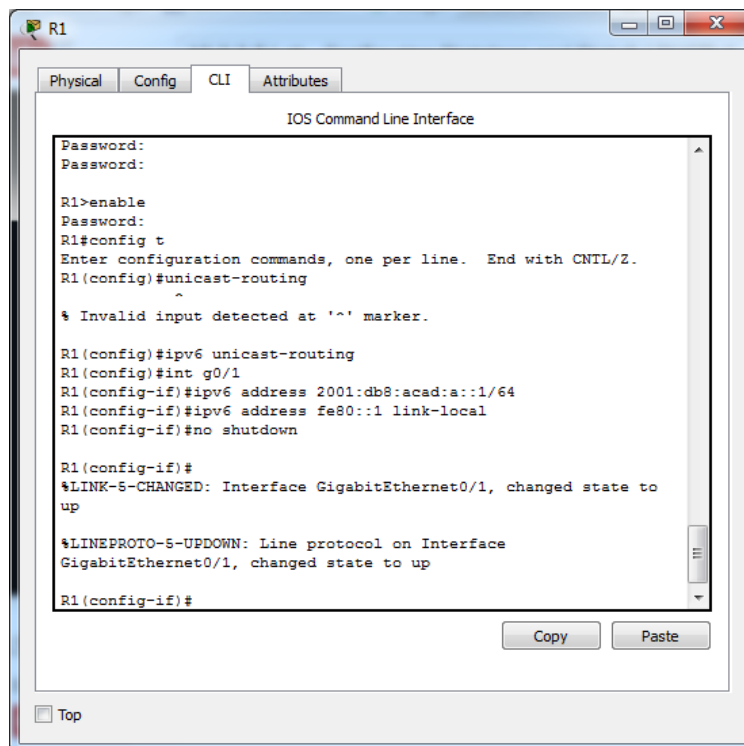 R1
Physical Config CLI Attributes
IOS Command Line Interface
Password:
Password:
R1>enable
Password:
R1#config t
Enter configuration commands, one per line.  End with CNTL/Z.
R1(config)#unicast-routing
^
% Invalid input detected at '^' marker.
R1(config)#ipv6 unicast-routing
R1(config)#int g0/1
R1(config-if)#ipv6 address 2001:db8:acad:a::1/64
R1(config-if)#ipv6 address fe80::1 link-local
R1(config-if)#no shutdown
R1(config-if)#
%LINK-5-CHANGED: Interface GigabitEthernet0/1, changed state to
up
%LINEPROTO-5-UPDOWN: Line protocol on Interface
GigabitEthernet0/1, changed state to up
R1(config-if)#
Copy Paste
Top